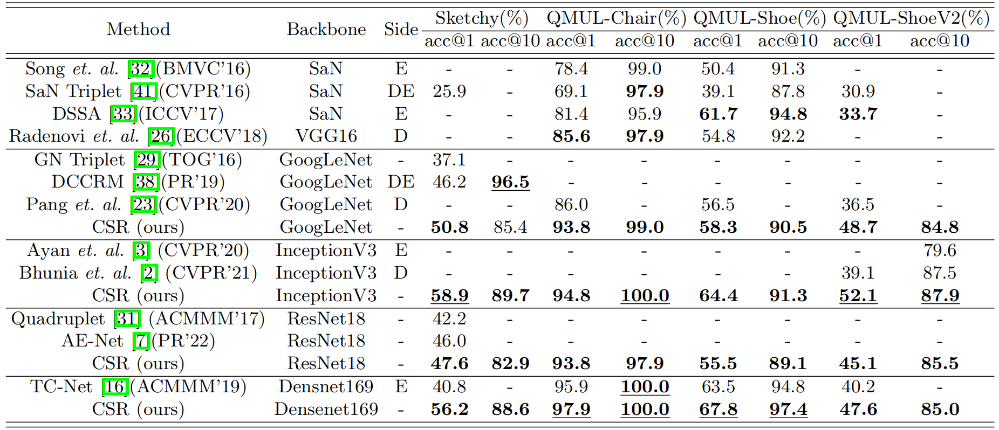 Method Backbone Side Sketchy(%) QMUL-Chair(%) QMUL-Shoe(%) QMUL-ShoeV2(%)
acc@1 acc@10 acc@1 acc@10 acc@1 acc@10 acc@1 acc@10
Song et. al. [32](BMVC'16) SaN E - - 78.4 99.0 50.4 91.3 - -
SaN Triplet [41](CVPR'16) SaN DE 25.9 - 69.1 97.9 39.1 87.8 30.9 -
DSSA [33](ICCV'17) SaN E - - 81.4 95.9 61.7 94.8 33.7 -
Radenovi et. al. [26](ECCV'18) VGG16 D - - 85.6 97.9 54.8 92.2 - -
GN Triplet [29](TOG'16) GoogLeNet - 37.1 - - - - - - -
DCCRM [38](PR'19) GoogLeNet DE 46.2 96.5 - - - - - -
Pang et. al. [23](CVPR'20) GoogLeNet D - - 86.0 - 56.5 - 36.5 -
CSR (ours) GoogLeNet - 50.8 85.4 93.8 99.0 58.3 90.5 48.7 84.8
Ayan et. al. [3] (CVPR'20) InceptionV3 E - - - - - - - 79.6
Bhunia et. al. [2] (CVPR'21) InceptionV3 D - - - - - - 39.1 87.5
CSR (ours) InceptionV3 - 58.9 89.7 94.8 100.0 64.4 91.3 52.1 87.9
Quadruplet [31] (ACMMM'17) ResNet18 - 42.2 - - - - - - -
AE-Net [7](PR'22) ResNet18 - 46.0 - - - - - - -
CSR (ours) ResNet18 - 47.6 82.9 93.8 97.9 55.5 89.1 45.1 85.5
TC-Net [16](ACMMM'19) Densnet169 E 40.8 - 95.9 100.0 63.5 94.8 40.2 -
CSR (ours) Densenet169 - 56.2 88.6 97.9 100.0 67.8 97.4 47.6 85.0